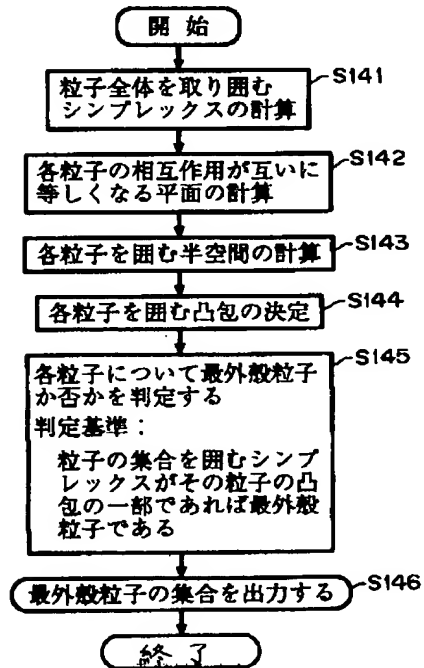 開始
粒子全体を取り囲む
シンプレックスの計算
S141
各粒子の相互作用が互いに
等しくなる平面の計算
S142
各粒子を囲む半空間の計算
S143
各粒子を囲む凸包の決定
S144
各粒子について最外殻粒子
か否かを判定する
判定基準:
粒子の集合を囲むシンプ
レックスがその粒子の凸
包の一部であれば最外殻
粒子である
S145
最外殻粒子の集合を出力する
S146
終了